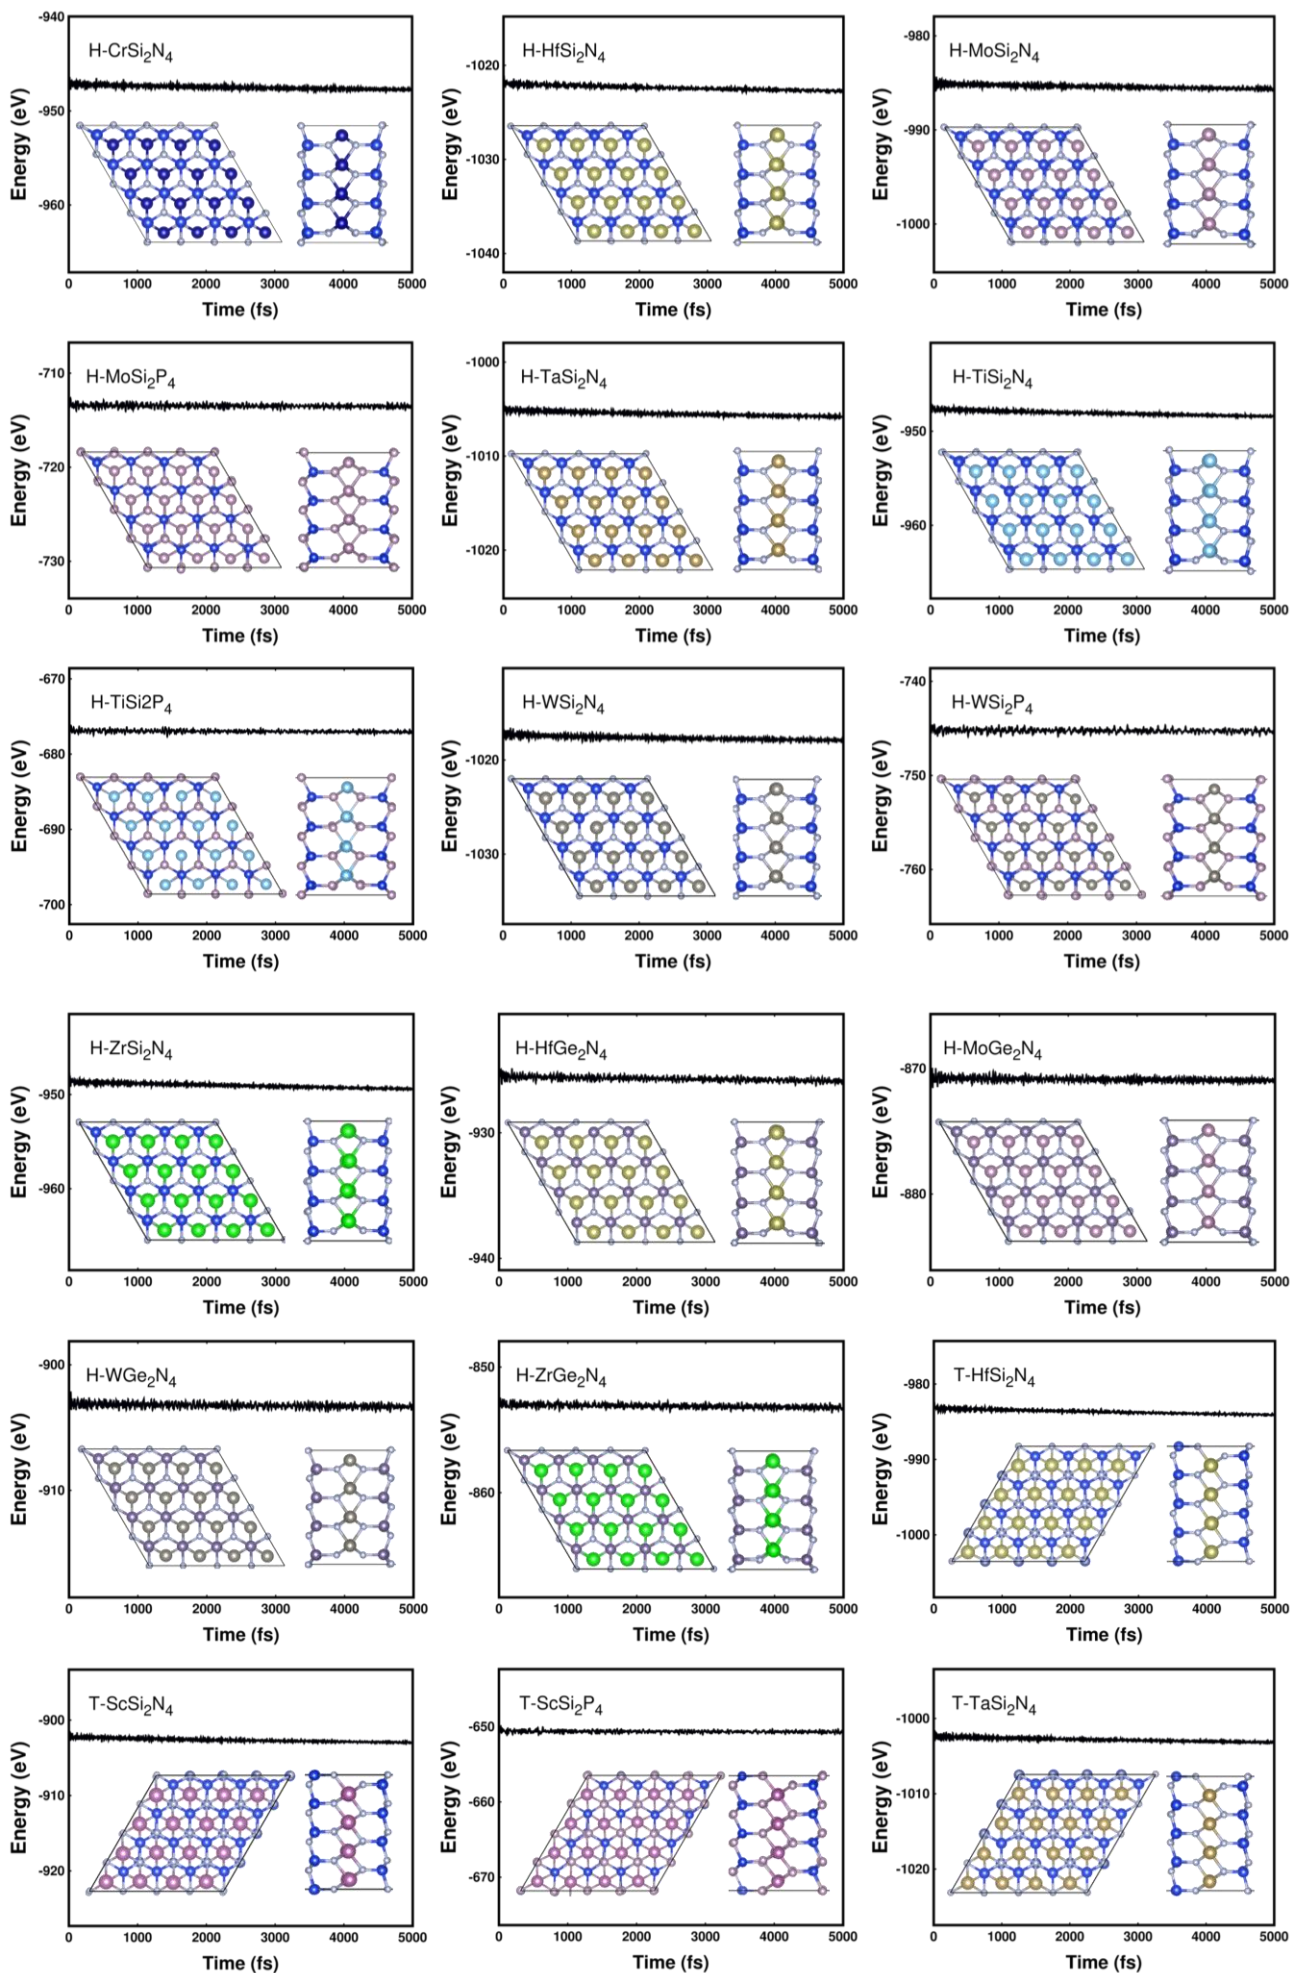 H-CrSi2N4
Energy (eV)
-940
-950
-960
0 1000 2000 3000 4000 5000
Time (fs)
H-HfSi2N4
Energy (eV)
-1020
-1030
-1040
0 1000 2000 3000 4000 5000
Time (fs)
H-MoSi2N4
Energy (eV)
-980
-990
-1000
0 1000 2000 3000 4000 5000
Time (fs)
H-MoSi2P4
Energy (eV)
-710
-720
-730
0 1000 2000 3000 4000 5000
Time (fs)
H-TaSi2N4
Energy (eV)
-1000
-1010
-1020
0 1000 2000 3000 4000 5000
Time (fs)
H-TiSi2N4
Energy (eV)
-950
-960
0 1000 2000 3000 4000 5000
Time (fs)
H-TiSi2P4
Energy (eV)
-670
-680
-690
-700
0 1000 2000 3000 4000 5000
Time (fs)
H-WSi2N4
Energy (eV)
-1020
-1030
0 1000 2000 3000 4000 5000
Time (fs)
H-WSi2P4
Energy (eV)
-740
-750
-760
0 1000 2000 3000 4000 5000
Time (fs)
H-ZrSi2N4
Energy (eV)
-950
-960
0 1000 2000 3000 4000 5000
Time (fs)
H-HfGe2N4
Energy (eV)
-930
-940
0 1000 2000 3000 4000 5000
Time (fs)
H-MoGe2N4
Energy (eV)
-870
-880
0 1000 2000 3000 4000 5000
Time (fs)
H-WGe2N4
Energy (eV)
-900
-910
0 1000 2000 3000 4000 5000
Time (fs)
H-ZrGe2N4
Energy (eV)
-850
-860
0 1000 2000 3000 4000 5000
Time (fs)
T-HfSi2N4
Energy (eV)
-980
-990
-1000
0 1000 2000 3000 4000 5000
Time (fs)
T-ScSi2N4
Energy (eV)
-900
-910
-920
0 1000 2000 3000 4000 5000
Time (fs)
T-ScSi2P4
Energy (eV)
-650
-660
-670
0 1000 2000 3000 4000 5000
Time (fs)
T-TaSi2N4
Energy (eV)
-1000
-1010
-1020
0 1000 2000 3000 4000 5000
Time (fs)